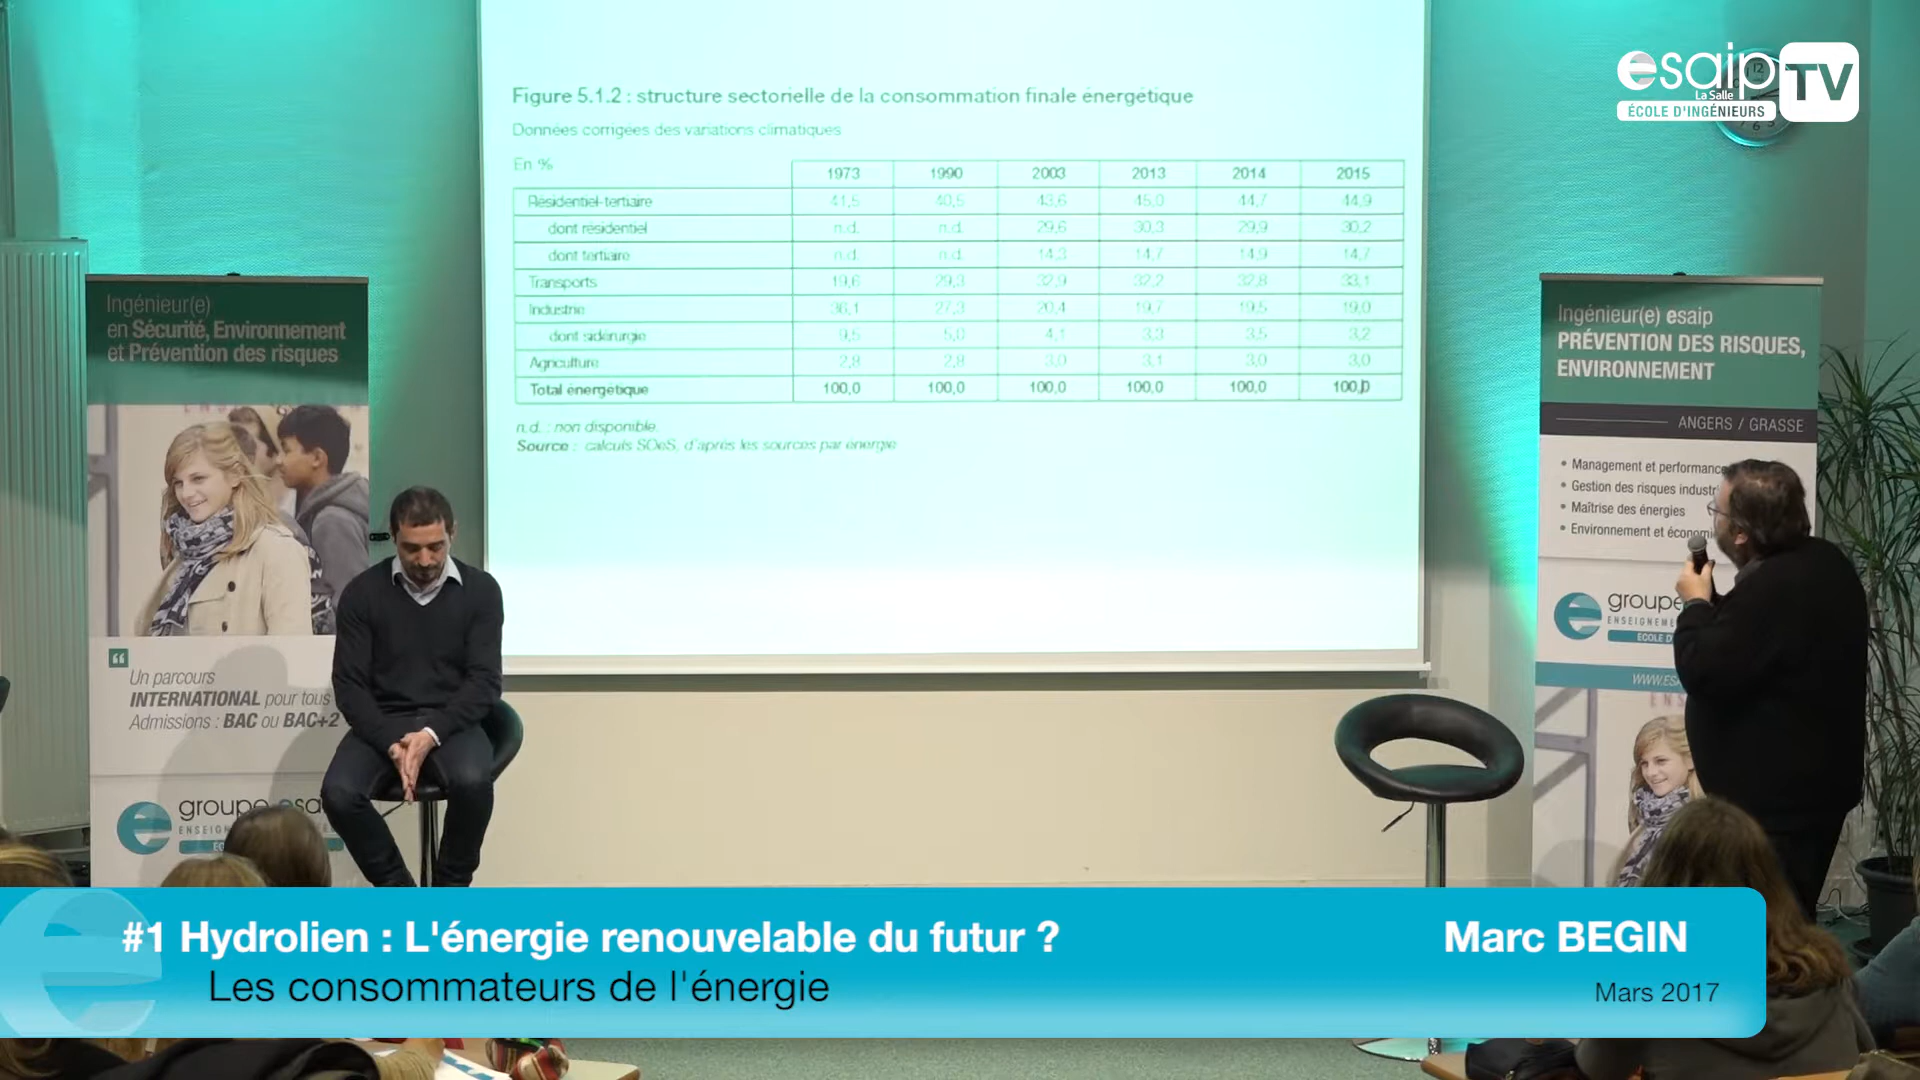 esaip TV
La Salle
ÉCOLE D'INGÉNIEURS
Figure 5.1.2 : structure sectorielle de la consommation finale énergétique
Données corrigées des variations climatiques
En %
1973 1990 2003 2013 2014 2015
Résidentiel-tertiaire 41,5 40,5 43,6 45,0 44,7 44,9
dont résidentiel n.d. n.d. 29,6 30,3 29,9 30,2
dont tertiaire n.d. n.d. 14,3 14,7 14,9 14,7
Transports 19,6 29,3 32,9 32,2 32,8 33,1
Industrie 36,1 27,3 20,4 19,7 19,5 19,0
dont sidérurgie 9,5 5,0 4,1 3,3 3,5 3,2
Agriculture 2,8 2,8 3,0 3,1 3,0 3,0
Total énergétique 100,0 100,0 100,0 100,0 100,0 100,0
n.d. : non disponible.
Source : calculs SOeS, d'après les sources par énergie
Ingénieur(e)
en Sécurité, Environnement
et Prévention des risques
Un parcours
INTERNATIONAL pour tous
Admissions : BAC ou BAC+2
groupe esa
Ingénieur(e) esaip
PRÉVENTION DES RISQUES,
ENVIRONNEMENT
ANGERS / GRASSE
• Management et performance
• Gestion des risques industr
• Maîtrise des énergies
• Environnement et économi
groupe
ENSEIGNEME
ECOLE D
WWW.ES
#1 Hydrolien : L'énergie renouvelable du futur ?
Les consommateurs de l'énergie
Marc BEGIN
Mars 2017